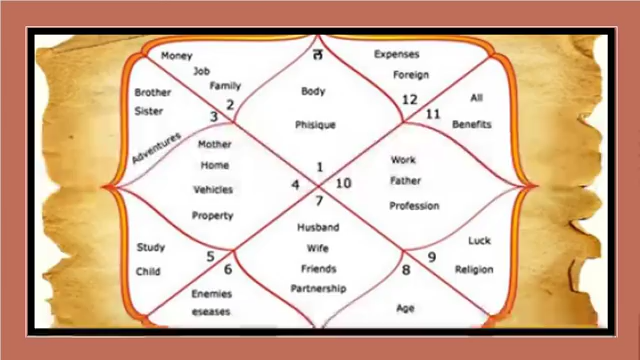 Money
Job
Family
2
ल
Body
Phisique
1
Expenses
Foreign
12
Brother
Sister
3
Adventures
All
11
Benefits
Mother
Home
Vehicles
Property
4
Work
Father
Profession
10
7
Husband
Wife
Friends
Partnership
Study
Child
5
6
Enemies
eseases
8
Age
9
Luck
Religion